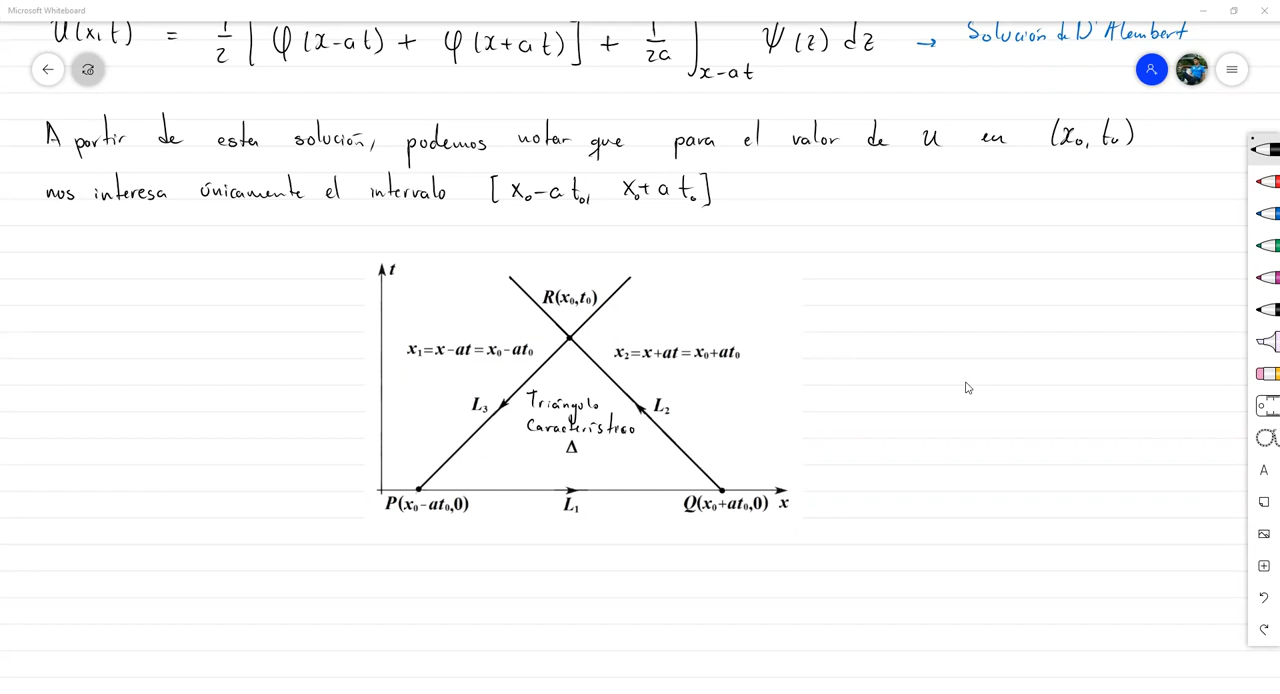 Microsoft Whiteboard
U(x,t) = 1/2 [φ(x-at) + φ(x+at)] + 1/2a ∫x-at ψ(z) dz → Solución de D'Alembert
A partir de esta solución, podemos notar que para el valor de u en (x₀, t₀)
nos interesa únicamente el intervalo [x₀-at₀, x₀+at₀]
t
R(x₀,t₀)
x₁=x-at=x₀-at₀
x₂=x+at=x₀+at₀
L₃
Triángulo
Característico
L₂
Δ
P(x₀-at₀,0)
L₁
Q(x₀+at₀,0)
x
A